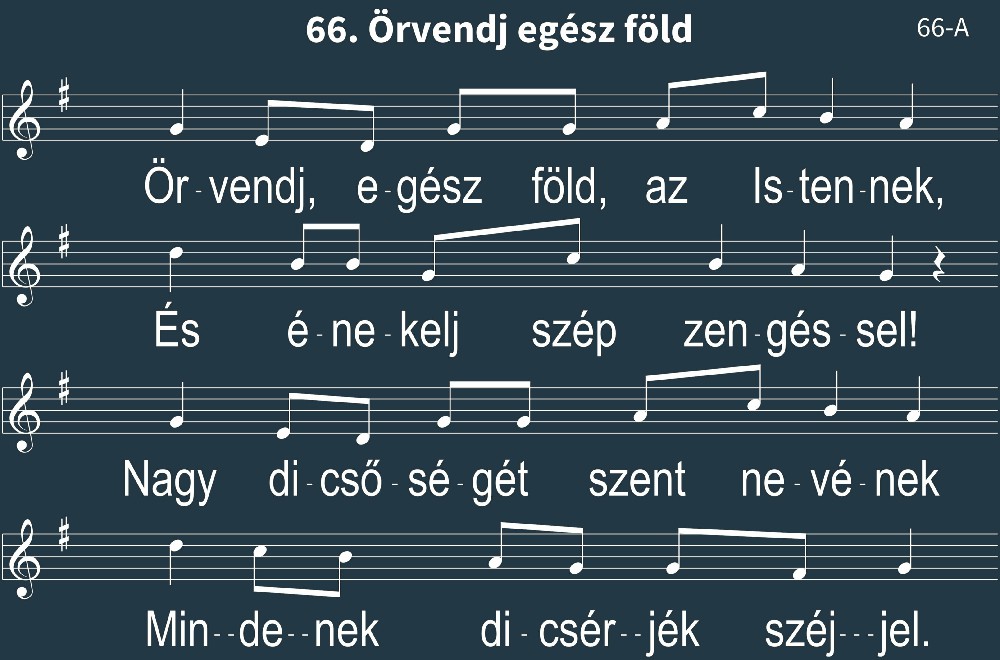 66. Örvendj egész föld
66-A
Ör-vendj, e-gész föld, az Is-ten-nek,
És é-ne-kelj szép zen-gés-sel!
Nagy di-cső-sé-gét szent ne-vé-nek
Min--de--nek di-csér--jék széj---jel.